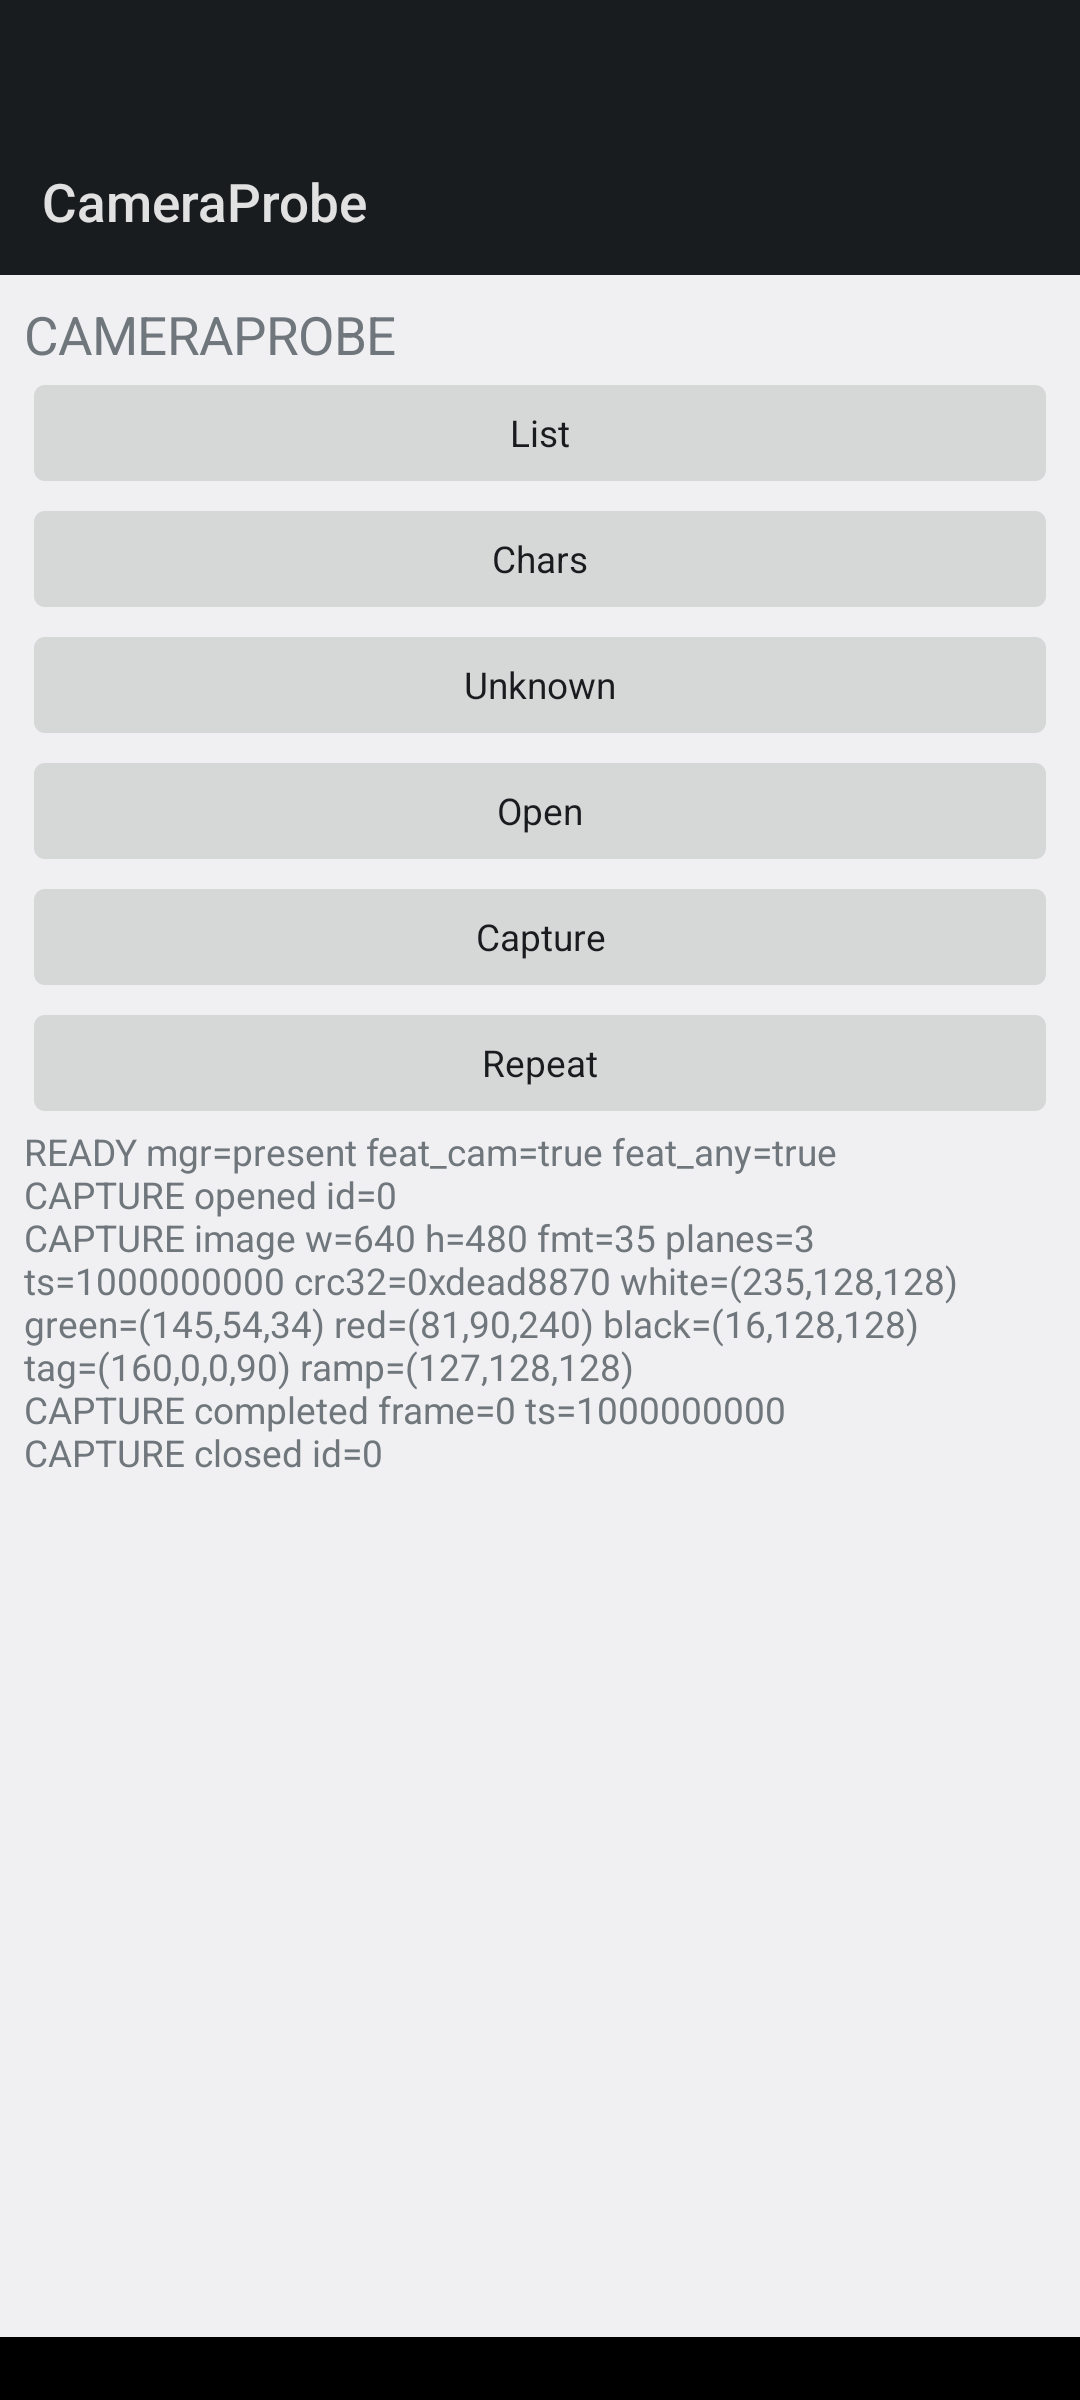 CameraProbe
CAMERAPROBE
List
Chars
Unknown
Open
Capture
Repeat
READY mgr=present feat_cam=true feat_any=true
CAPTURE opened id=0
CAPTURE image w=640 h=480 fmt=35 planes=3
ts=1000000000 crc32=0xdead8870 white=(235,128,128)
green=(145,54,34) red=(81,90,240) black=(16,128,128)
tag=(160,0,0,90) ramp=(127,128,128)
CAPTURE completed frame=0 ts=1000000000
CAPTURE closed id=0